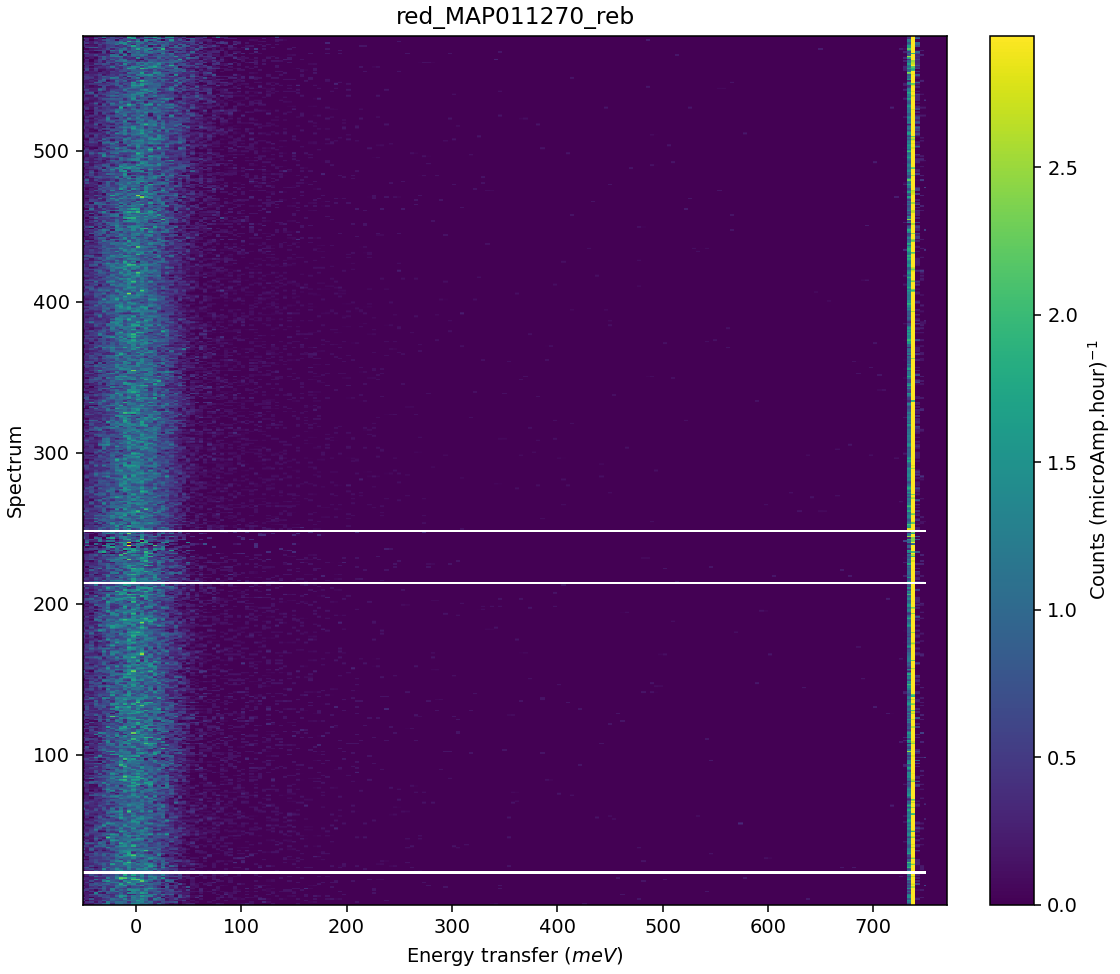 red_MAP011270_reb
500
400
300
200
100
Spectrum
0 100 200 300 400 500 600 700
Energy transfer (meV)
2.5
2.0
1.5
1.0
0.5
0.0
Counts (microAmp.hour)⁻¹